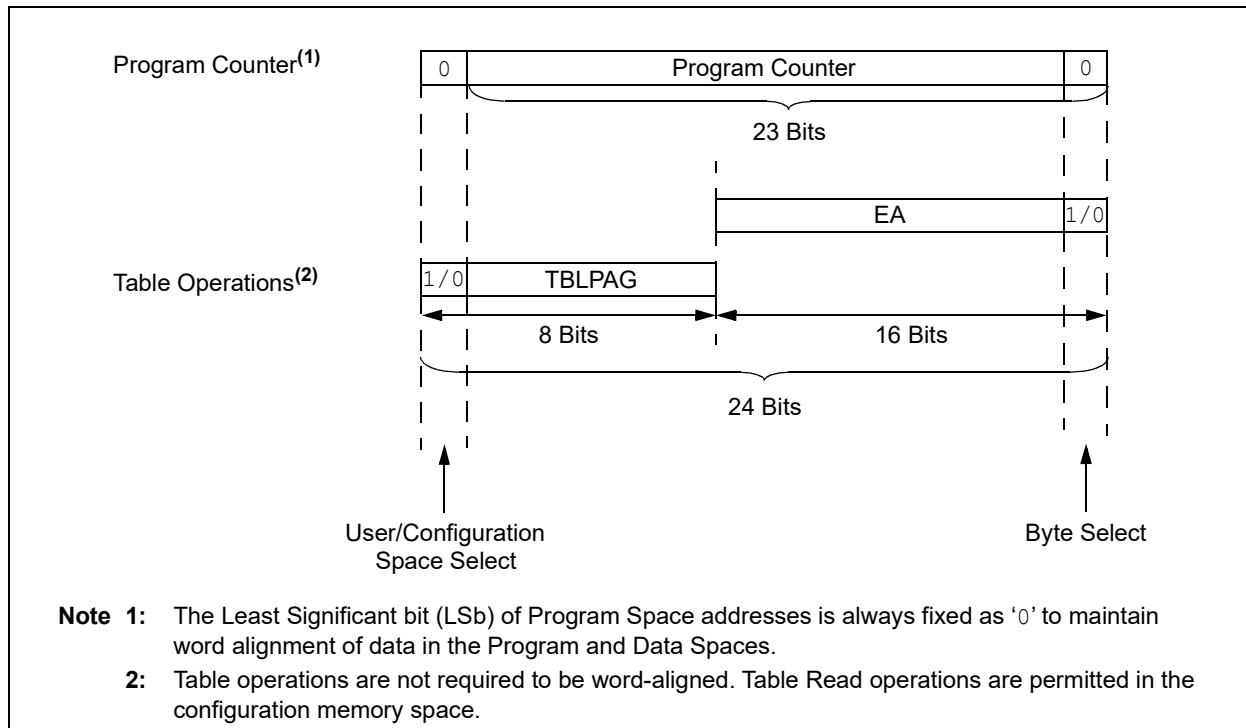 Program Counter(1)
0 Program Counter 0
23 Bits
EA 1/0
Table Operations(2)
1/0 TBLPAG
8 Bits 16 Bits
24 Bits
User/Configuration
Space Select
Byte Select
Note 1: The Least Significant bit (LSb) of Program Space addresses is always fixed as ‘0’ to maintain
word alignment of data in the Program and Data Spaces.
2: Table operations are not required to be word-aligned. Table Read operations are permitted in the
configuration memory space.